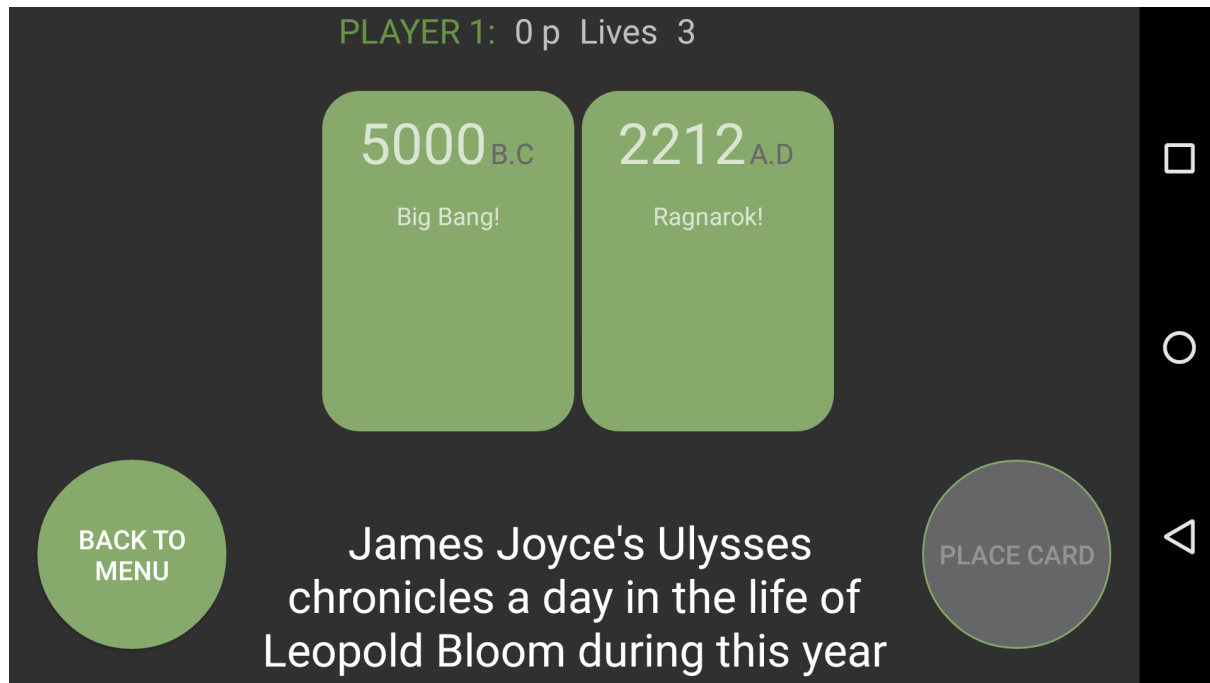 PLAYER 1: 0 p Lives 3
5000 B.C
Big Bang!
2212 A.D
Ragnarok!
BACK TO
MENU
James Joyce's Ulysses
chronicles a day in the life of
Leopold Bloom during this year
PLACE CARD